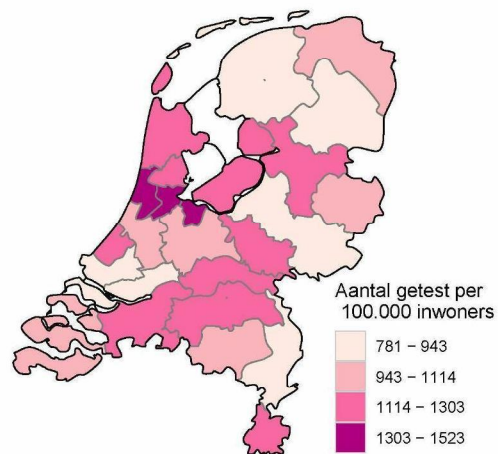 Aantal getest per
100.000 inwoners
781 – 943
943 – 1114
1114 – 1303
1303 – 1523